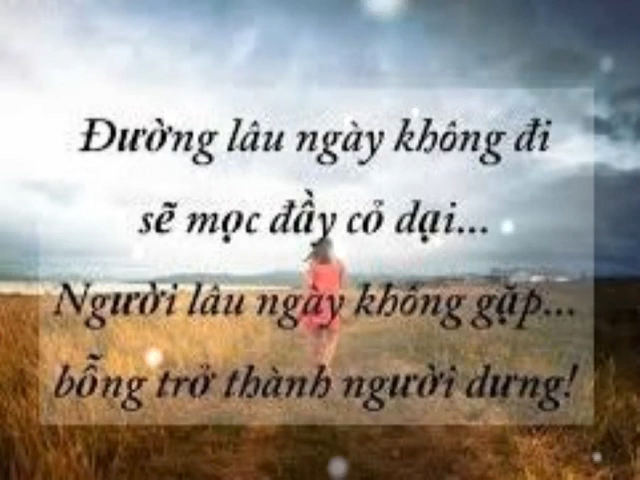 Đường lâu ngày không đi
sẽ mọc đầy cỏ dại...
Người lâu ngày không gặp...
bỗng trở thành người dưng!